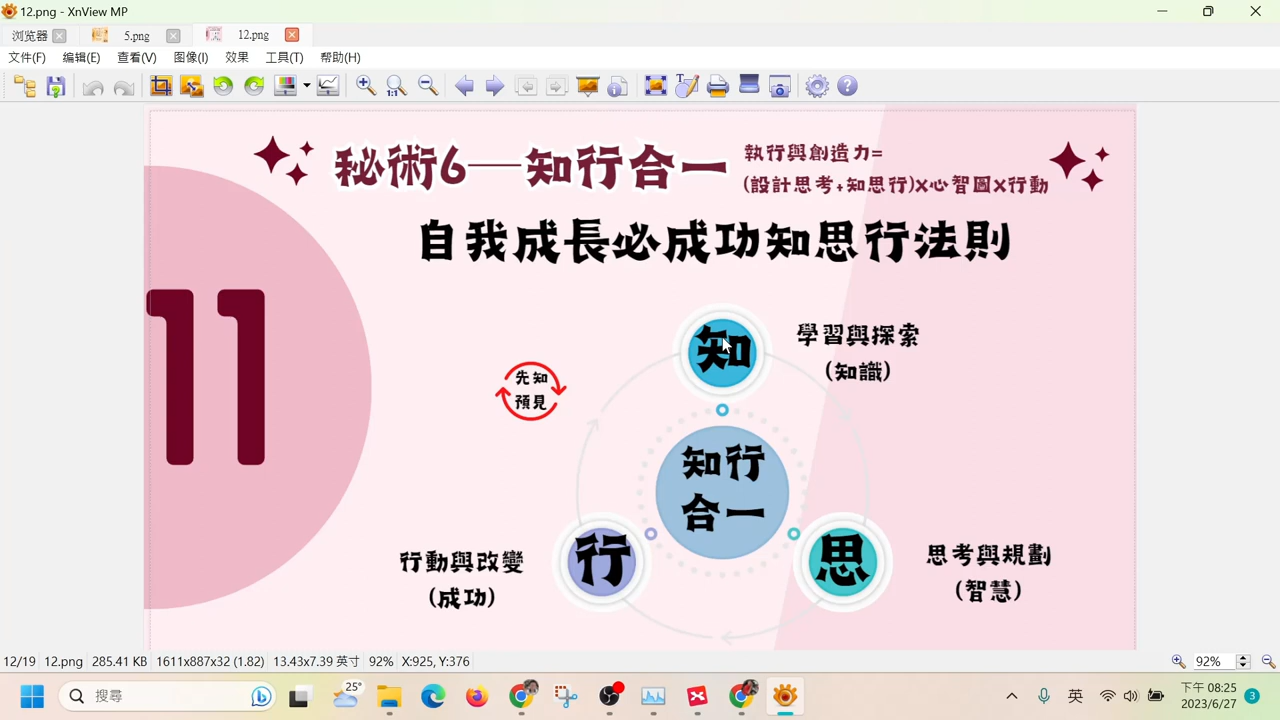 12.png - XnView MP
浏览器
5.png
12.png
文件(F) 编辑(E) 查看(V) 图像(I) 效果 工具(T) 帮助(H)
秘術6—知行合一
執行與創造力=
(設計思考+知思行)X心智圖X行動
自我成長必成功知思行法則
11
知
學習與探索
(知識)
先知
預見
知行
合一
行動與改變
(成功)
行
思
思考與規劃
(智慧)
12/19 12.png 285.41 KB 1611x887x32 (1.82) 13.43x7.39 英寸 92% X:925, Y:376
92%
搜尋
25°
英
下午 08:25
2023/6/27
3